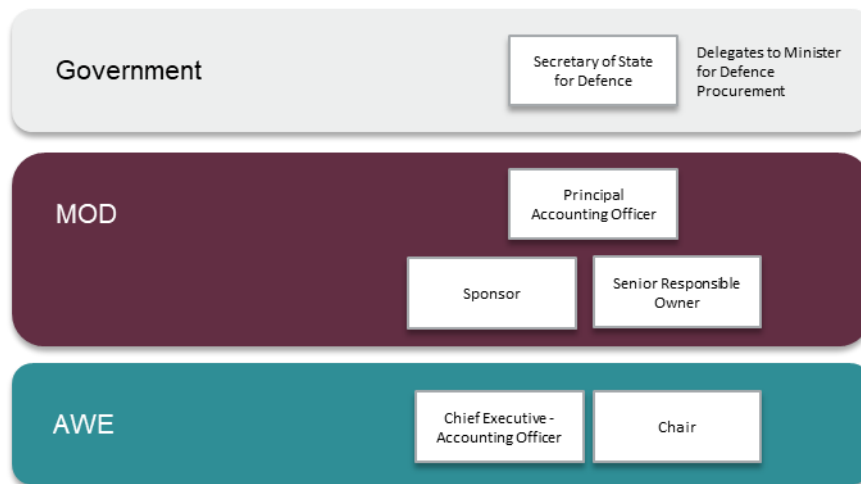 Government
Secretary of State
for Defence
Delegates to Minister
for Defence
Procurement
MOD
Principal
Accounting Officer
Sponsor
Senior Responsible
Owner
AWE
Chief Executive -
Accounting Officer
Chair